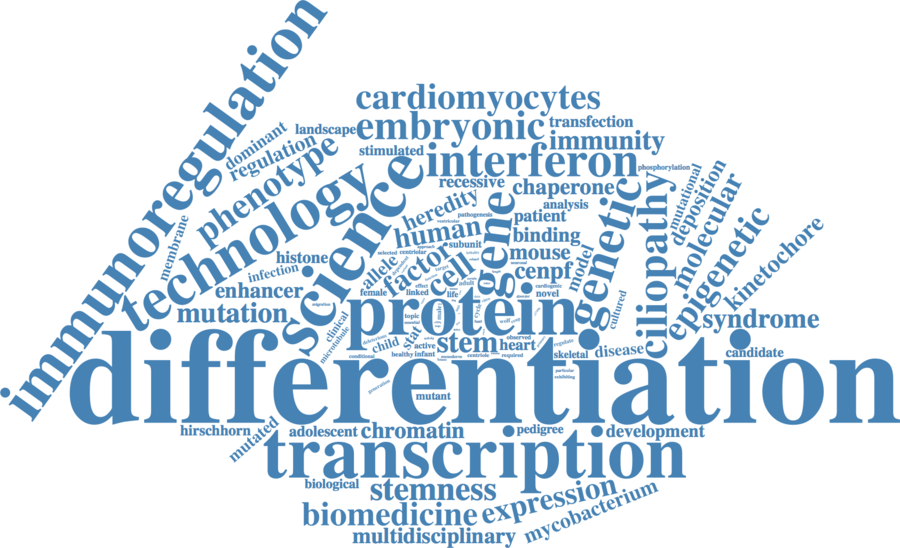 immunoregulation
cardiomyocytes
embryonic
transfection
dominant
landscape
immunity
regulation
stimulated
interferon
phosphorylation
phenotype
technology
science
recessive
chaperone
mutational
deposition
molecular
heredity
analysis
genetic
ciliopathy
membrane
pathogenesis
patient
human
gene
binding
epigenetic
kinetochore
histone
factor
subunit
mouse
model
infection
allele
cell
cenpf
enhancer
female
linked
life
adult
novel
mutation
protein
cultured
syndrome
clinical
topic
microtubule
child
stat
active
stem
heart
observed
skeletal
disease
candidate
conditional
healthy
infant
centriole
required
differentiation
generation
mutant
hirschhorn
mutated
adolescent
chromatin
pedigree
development
transcription
biological
stemness
expression
biomedicine
mycobacterium
multidisciplinary